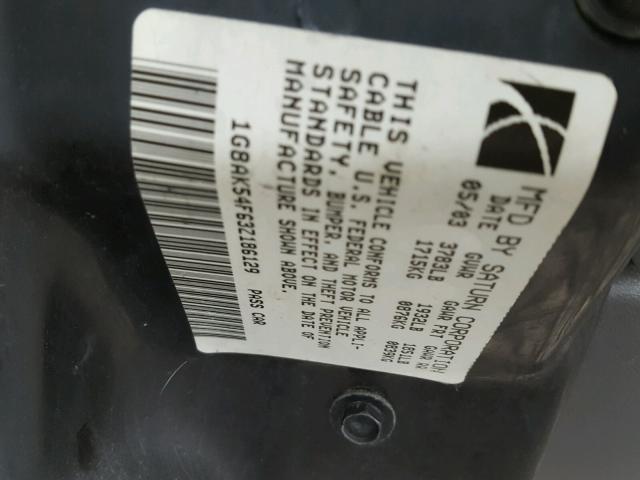 MFD BY SATURN CORPORATION
DATE GVWR GAWR FRT GAWR RR
05/03 3783LB 1932LB 1851LB
1715KG 0876KG 0839KG
THIS VEHICLE CONFORMS TO ALL APPLI-
CABLE U.S. FEDERAL MOTOR VEHICLE
SAFETY, BUMPER, AND THEFT PREVENTION
STANDARDS IN EFFECT ON THE DATE OF
MANUFACTURE SHOWN ABOVE.
1G8AK54F63Z186129 PASS CAR